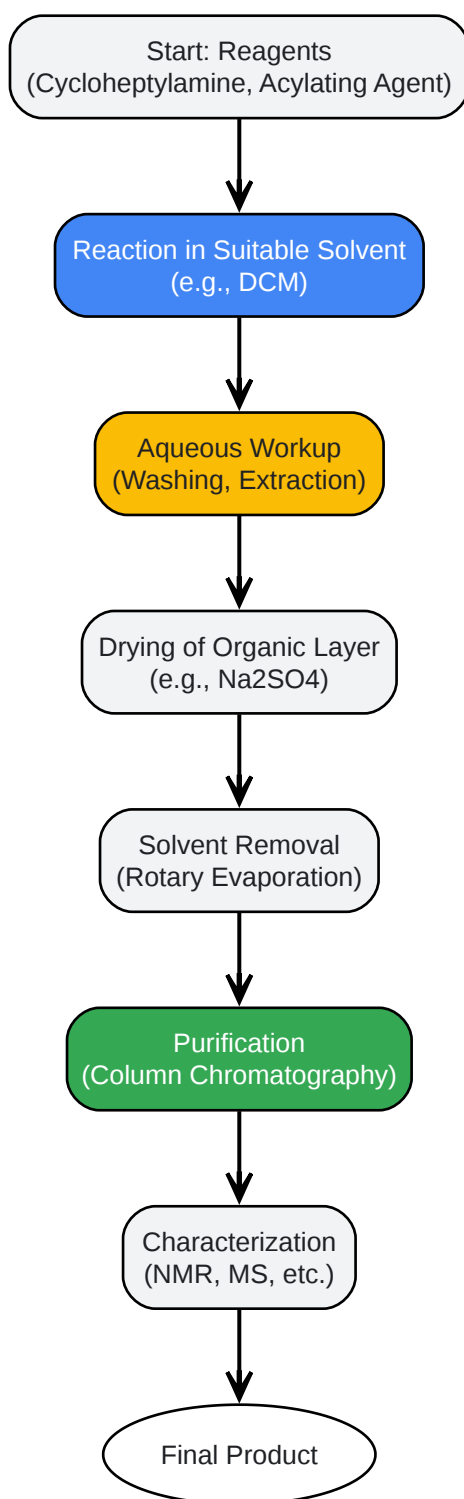 Start: Reagents
(Cycloheptylamine, Acylating Agent)
Reaction in Suitable Solvent
(e.g., DCM)
Aqueous Workup
(Washing, Extraction)
Drying of Organic Layer
(e.g., Na2SO4)
Solvent Removal
(Rotary Evaporation)
Purification
(Column Chromatography)
Characterization
(NMR, MS, etc.)
Final Product